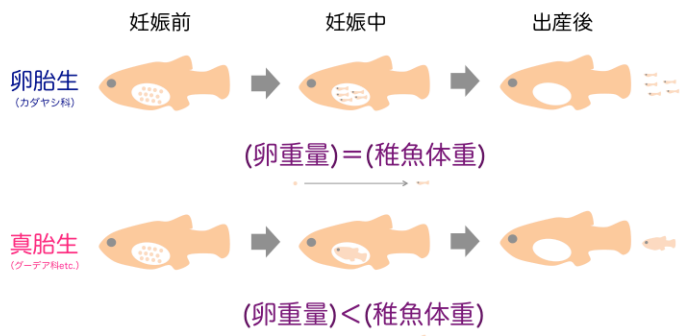 妊娠前 妊娠中 出産後
卵胎生
(カダヤシ科)
(卵重量)＝(稚魚体重)
真胎生
(グーデア科etc.)
(卵重量)＜(稚魚体重)